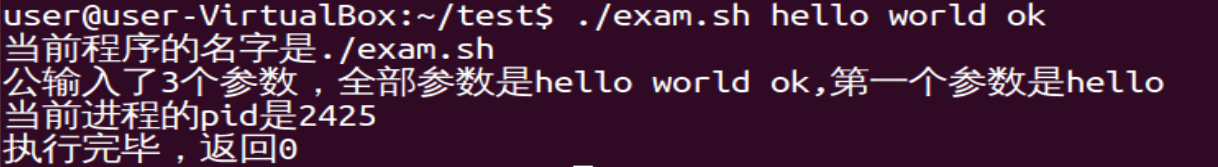 user@user-VirtualBox:~/test$ ./exam.sh hello world ok
当前程序的名字是./exam.sh
公输入了3个参数，全部参数是hello world ok,第一个参数是hello
当前进程的pid是2425
执行完毕，返回0